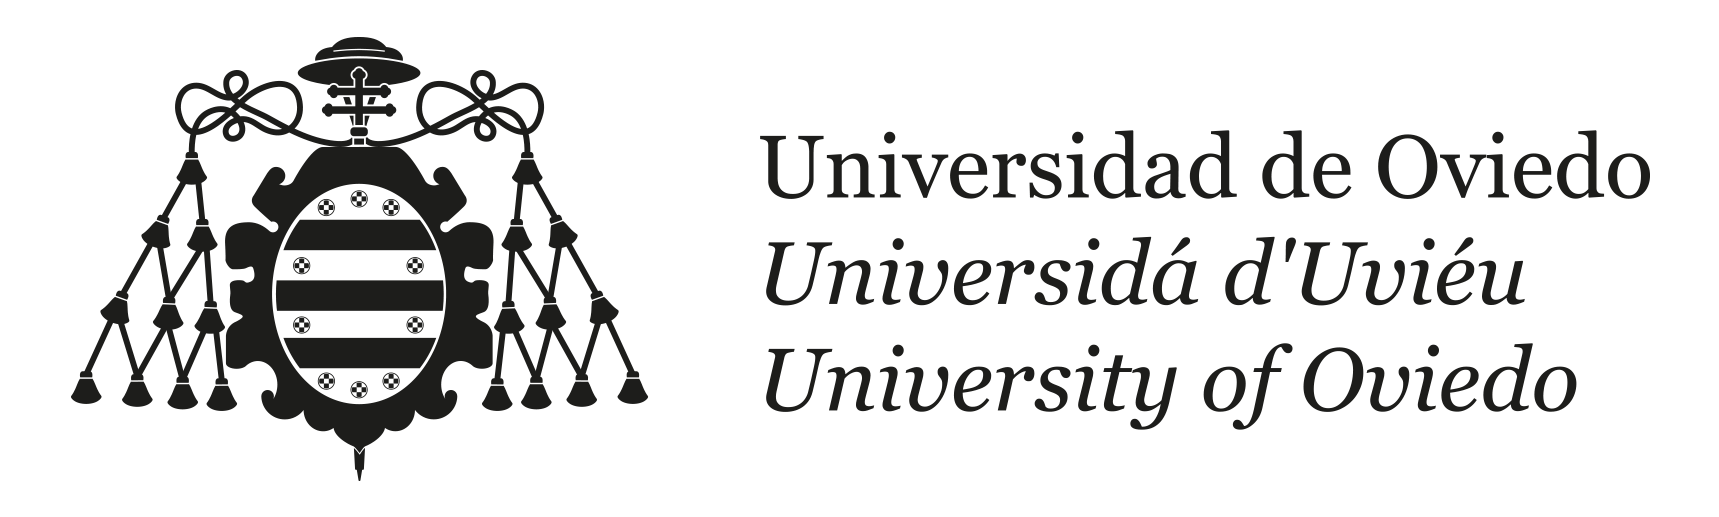 Universidad de Oviedo
Universidá d'Uviéu
University of Oviedo